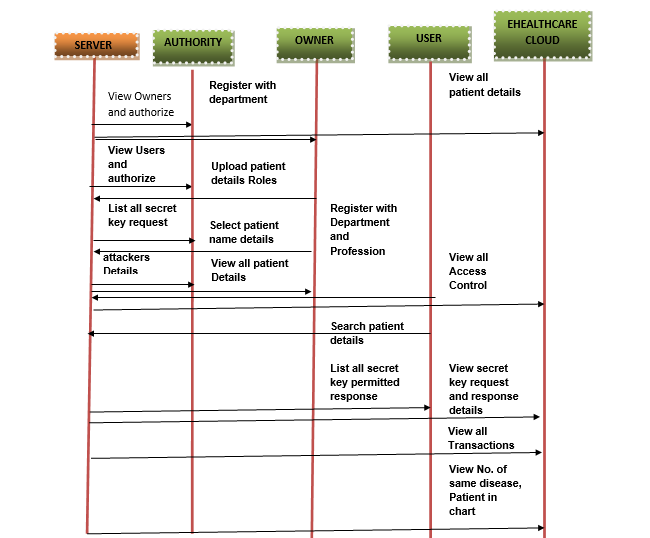 SERVER
AUTHORITY
OWNER
USER
EHEALTHCARE
CLOUD
View Owners
and authorize
Register with
department
View all
patient details
View Users
and
authorize
Upload patient
details Roles
List all secret
key request
Select patient
name details
Register with
Department
and
Profession
attackers
Details
View all patient
Details
View all
Access
Control
Search patient
details
List all secret
key permitted
response
View secret
key request
and response
details
View all
Transactions
View No. of
same disease,
Patient in
chart